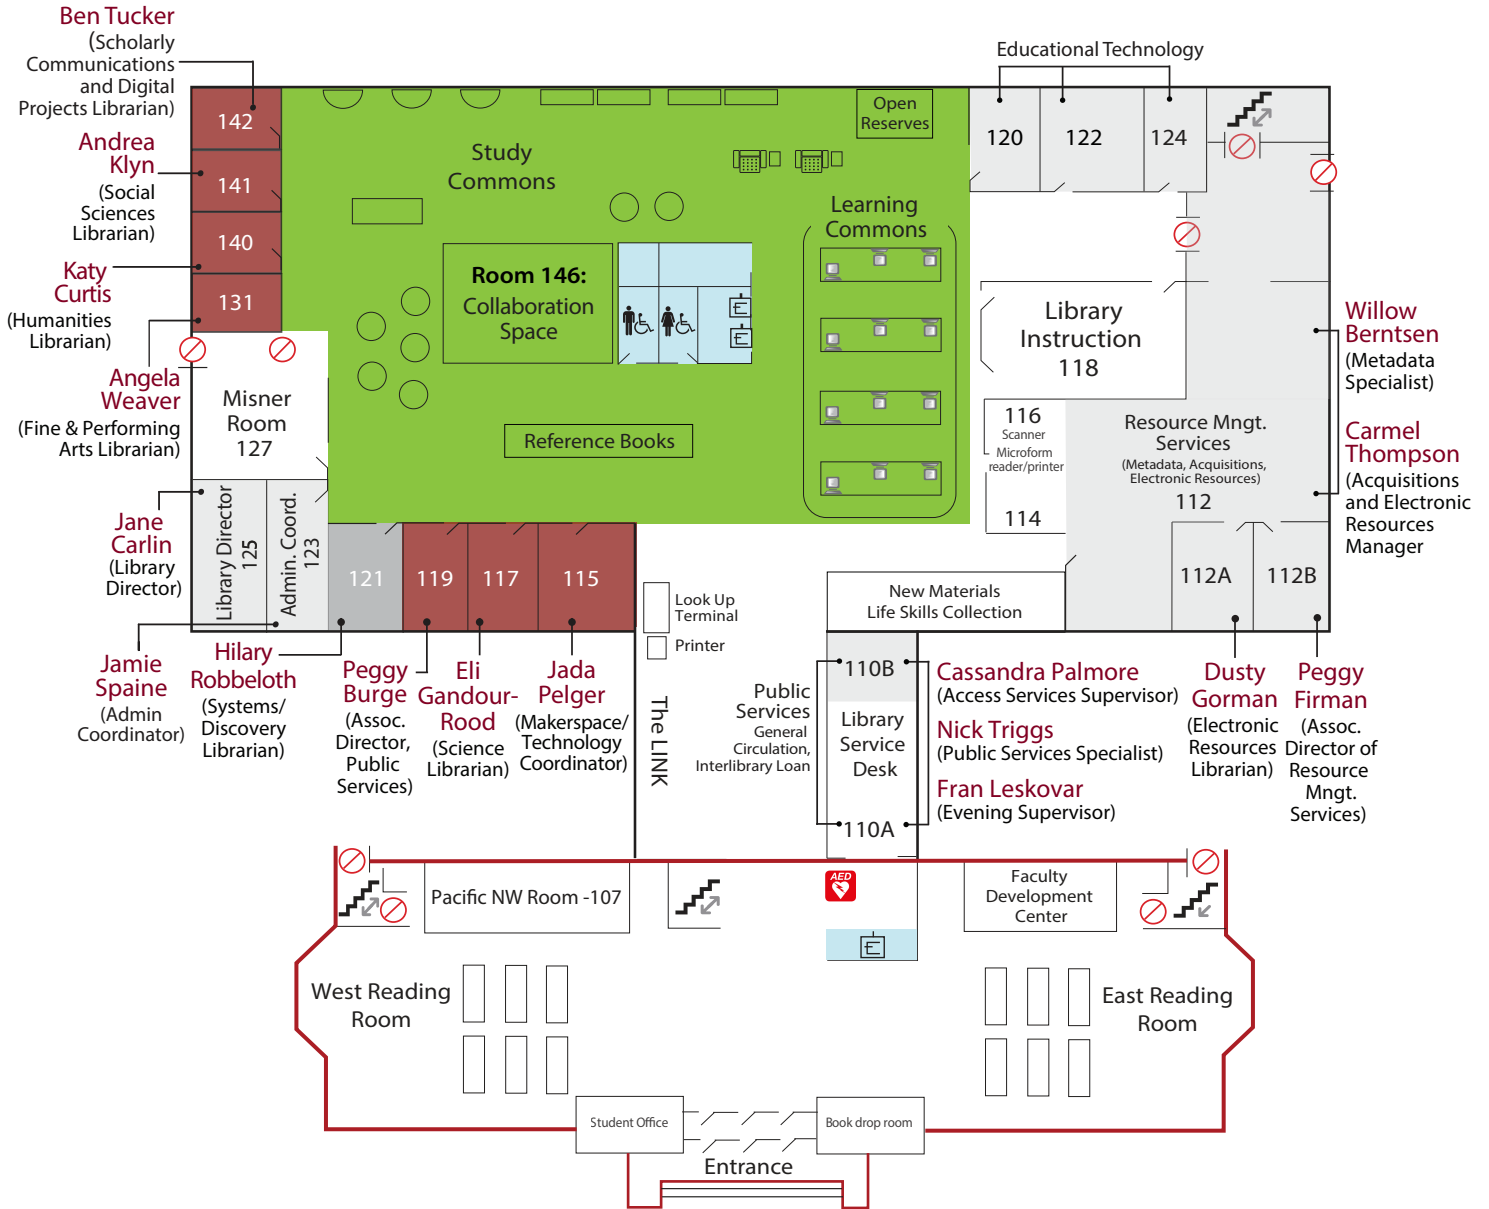 Ben Tucker
(Scholarly
Communications
and Digital
Projects Librarian)
Andrea
Klyn
(Social
Sciences
Librarian)
Katy
Curtis
(Humanities
Librarian)
Angela
Weaver
(Fine & Performing
Arts Librarian)
Jane
Carlin
(Library
Director)
Jamie
Spaine
(Admin
Coordinator)
142
141
140
131
Misner
Room
127
Library Director
125
Admin. Coord.
123
Study
Commons
Room 146:
Collaboration
Space
Reference Books
Open
Reserves
Learning
Commons
Educational Technology
120
122
124
Library
Instruction
118
116
Scanner
Microform
reader/printer
114
Resource Mngt.
Services
(Metadata, Acquisitions,
Electronic Resources)
112
112A
112B
Willow
Berntsen
(Metadata
Specialist)
Carmel
Thompson
(Acquisitions
and Electronic
Resources
Manager
121
119
117
115
Hilary
Robbeloth
(Systems/
Discovery
Librarian)
Peggy
Burge
(Assoc.
Director,
Public
Services)
Eli
Gandour-
Rood
(Science
Librarian)
Jada
Pelger
(Makerspace/
Technology
Coordinator)
Look Up
Terminal
Printer
The LINK
New Materials
Life Skills Collection
Public
Services
General
Circulation,
Interlibrary Loan
110B
Library
Service
Desk
110A
Cassandra Palmore
(Access Services Supervisor)
Nick Triggs
(Public Services Specialist)
Fran Leskovar
(Evening Supervisor)
Dusty
Gorman
(Electronic
Resources
Librarian)
Peggy
Firman
(Assoc.
Director of
Resource
Mngt.
Services)
Pacific NW Room -107
AED
Faculty
Development
Center
E
E
E
West Reading
Room
East Reading
Room
Student Office
Book drop room
Entrance